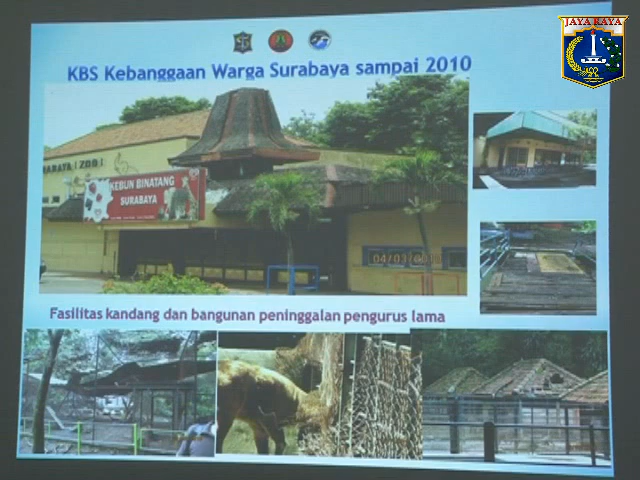 JAYA RAYA
KBS Kebanggaan Warga Surabaya sampai 2010
KEBUN BINATANG
SURABAYA
Fasilitas kandang dan bangunan peninggalan pengurus lama